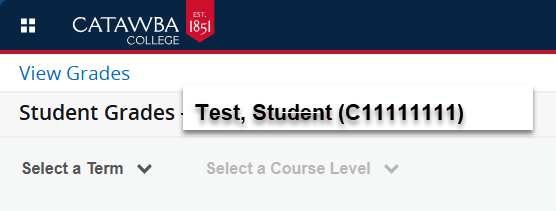 CATAWBA
COLLEGE
EST.
1851
View Grades
Student Grades - Test, Student (C11111111)
Select a Term
Select a Course Level